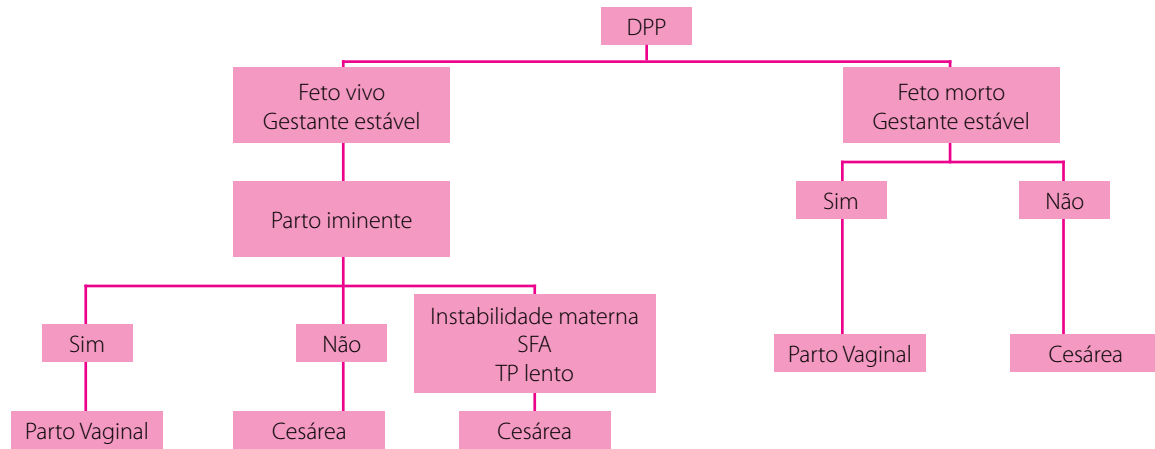 DPP
Feto vivo
Gestante estável
Feto morto
Gestante estável
Parto iminente
Sim
Não
Sim
Não
Instabilidade materna
SFA
TP lento
Parto Vaginal
Cesárea
Parto Vaginal
Cesárea
Cesárea